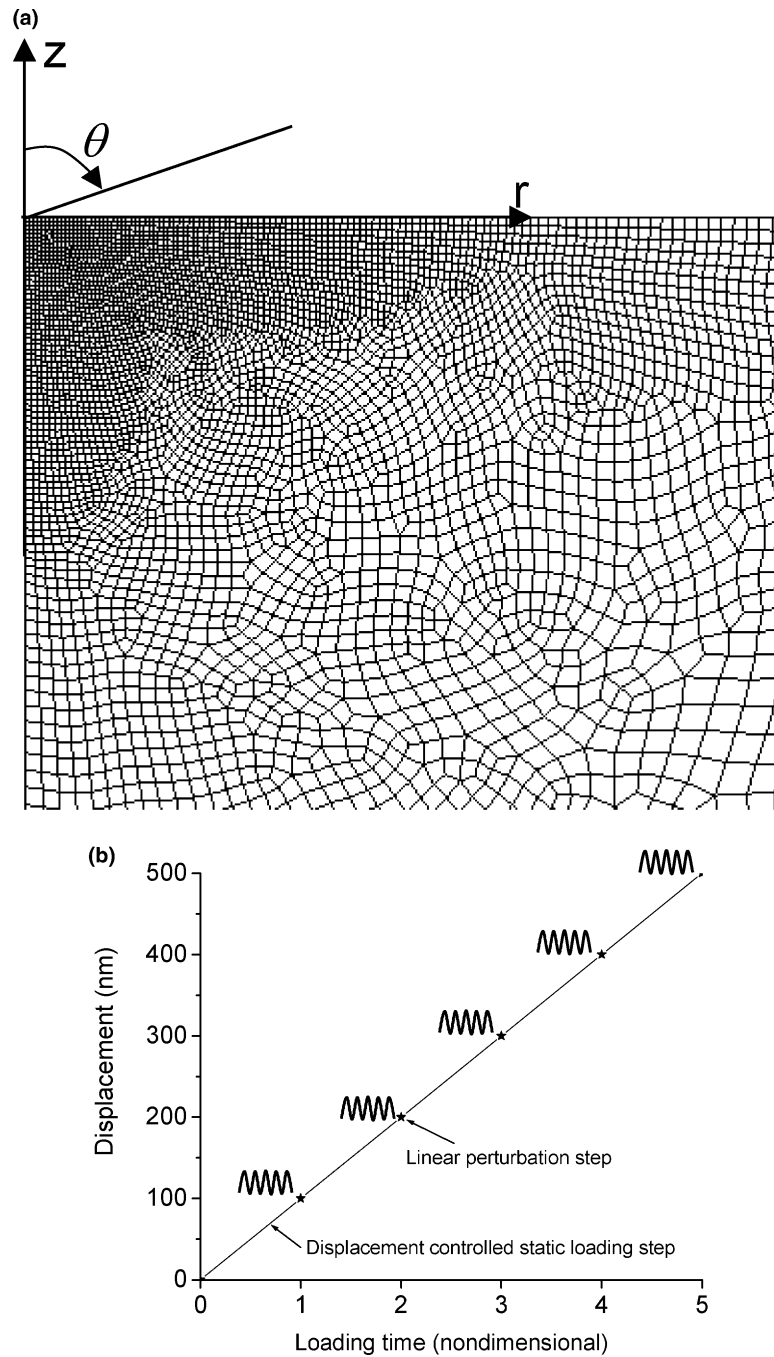 (a)
z
θ
r
(b)
Displacement (nm)
500
400
300
200
100
0
Linear perturbation step
Displacement controlled static loading step
0 1 2 3 4 5
Loading time (nondimensional)